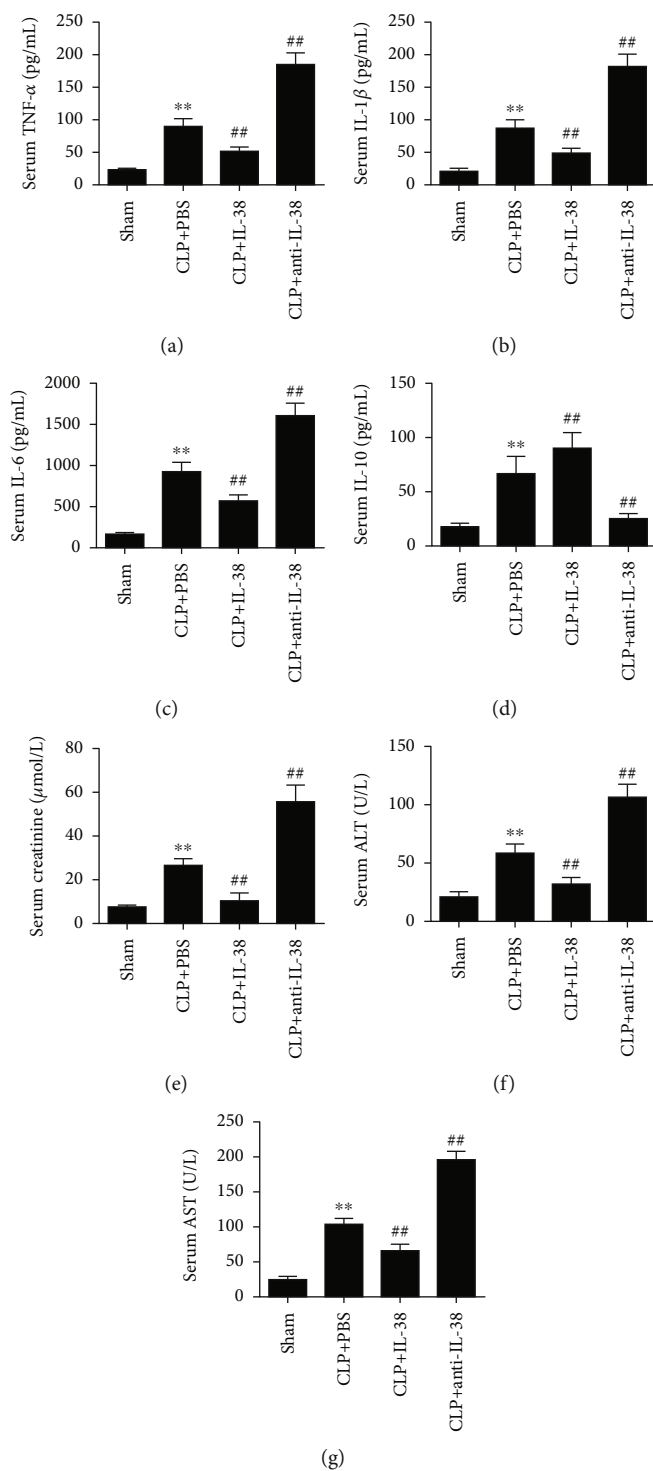 Serum TNF-α (pg/mL)
250
200
150
100
50
0
**
##
##
Sham
CLP+PBS
CLP+IL-38
CLP+anti-IL-38
(a)
Serum IL-1β (pg/mL)
250
200
150
100
50
0
**
##
##
Sham
CLP+PBS
CLP+IL-38
CLP+anti-IL-38
(b)
Serum IL-6 (pg/mL)
2000
1500
1000
500
0
**
##
##
Sham
CLP+PBS
CLP+IL-38
CLP+anti-IL-38
(c)
Serum IL-10 (pg/mL)
150
100
50
0
**
##
##
Sham
CLP+PBS
CLP+IL-38
CLP+anti-IL-38
(d)
Serum creatinine (μmol/L)
80
60
40
20
0
**
##
##
Sham
CLP+PBS
CLP+IL-38
CLP+anti-IL-38
(e)
Serum ALT (U/L)
150
100
50
0
**
##
##
Sham
CLP+PBS
CLP+IL-38
CLP+anti-IL-38
(f)
Serum AST (U/L)
250
200
150
100
50
0
**
##
##
Sham
CLP+PBS
CLP+IL-38
CLP+anti-IL-38
(g)